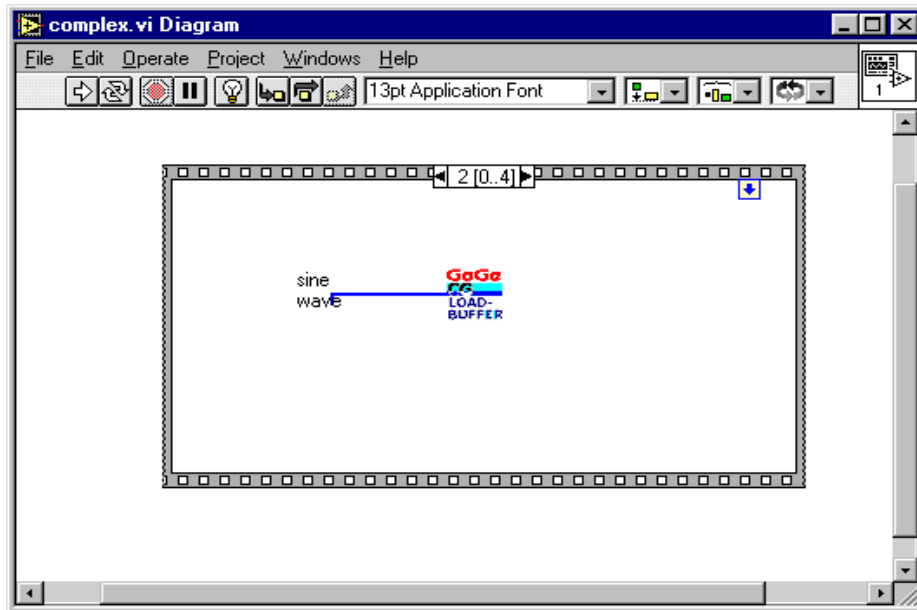 complex.vi Diagram
File Edit Operate Project Windows Help
13pt Application Font
1
2 [0..4]
sine
wave
GaGe
CG
LOAD-
BUFFER